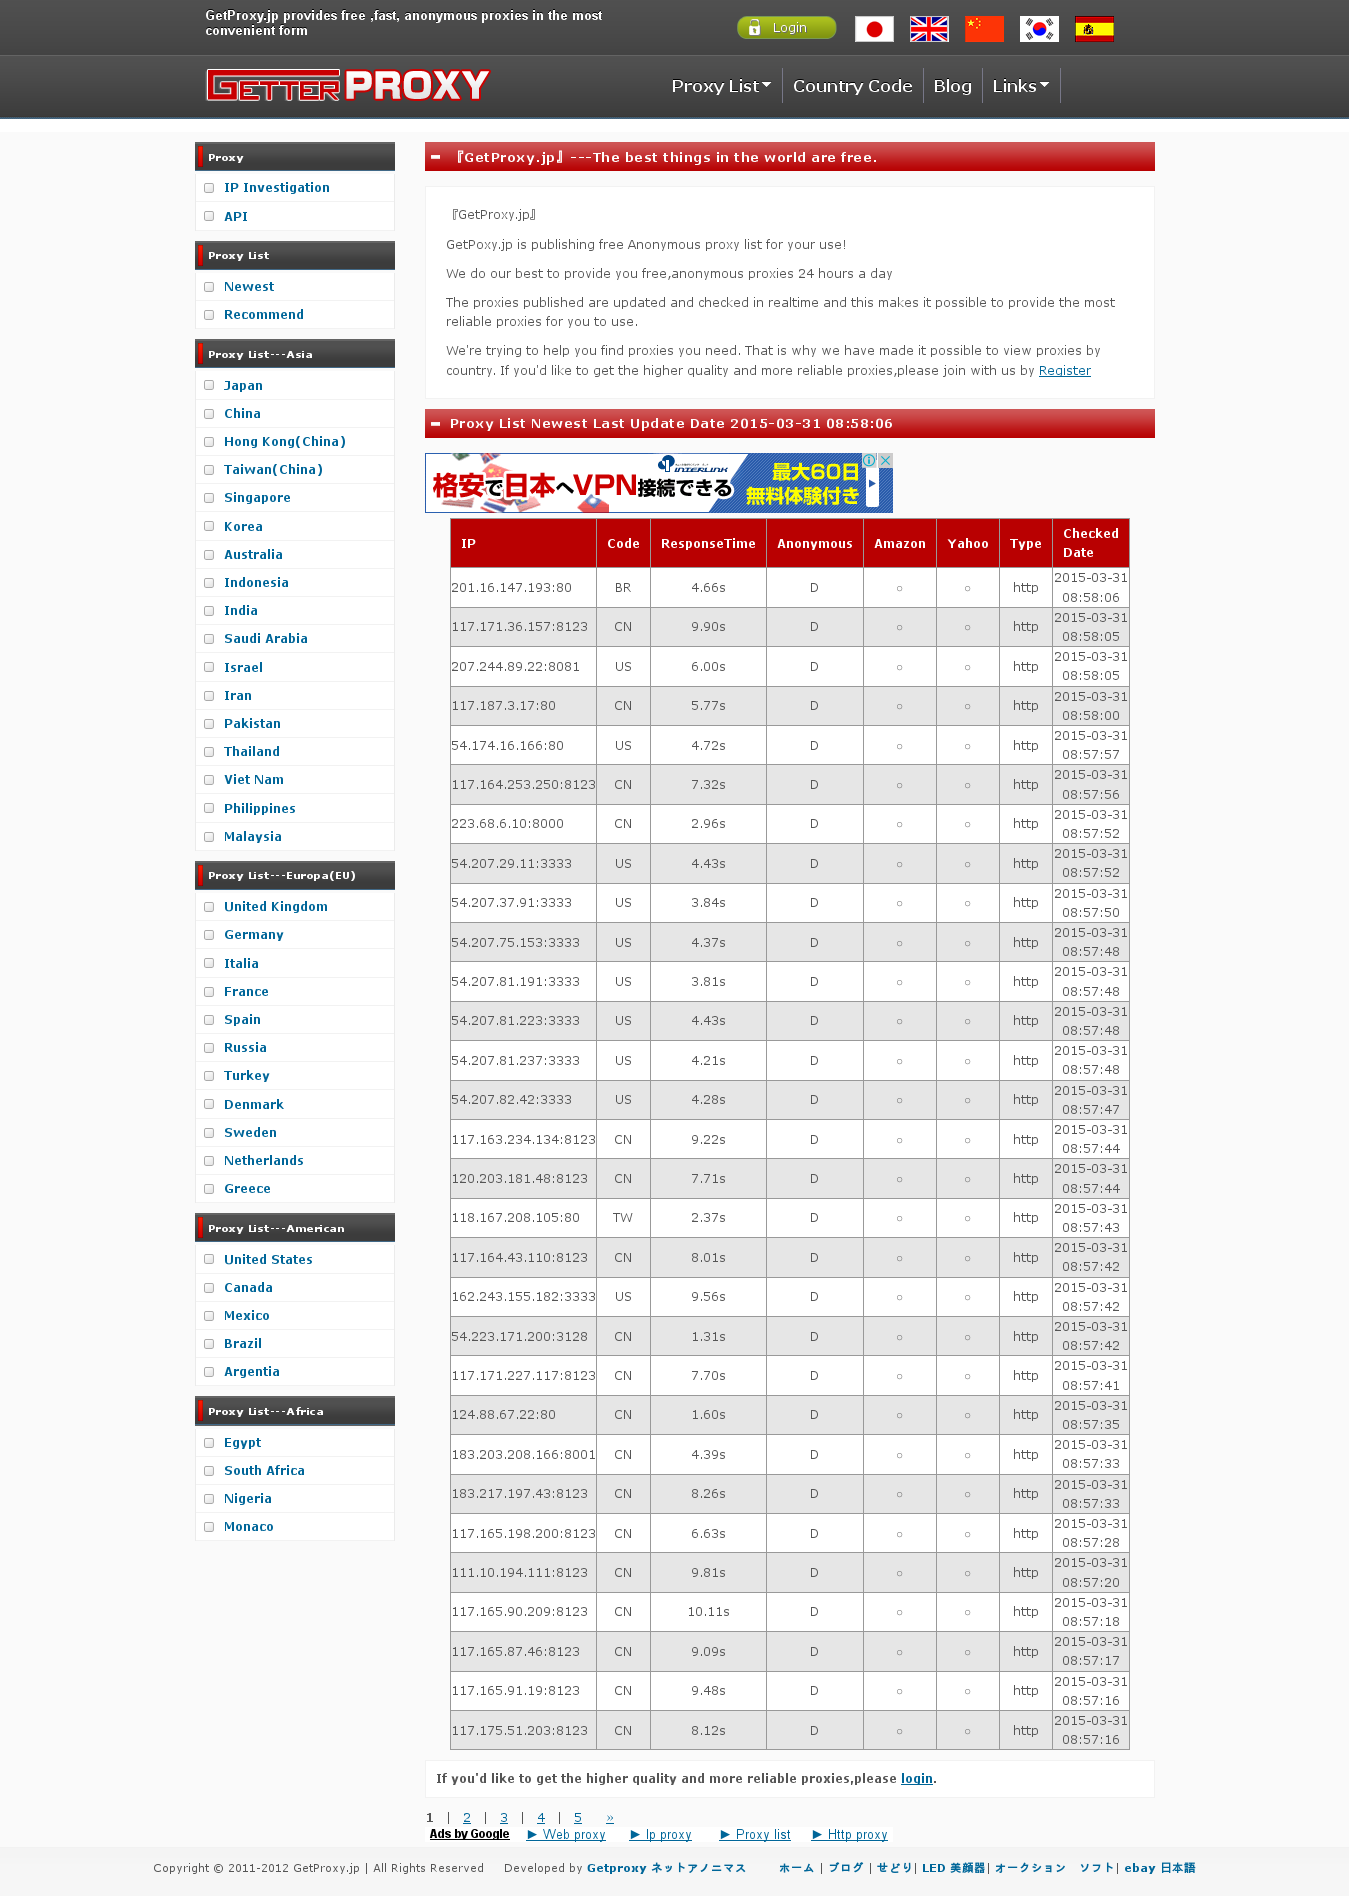 GetProxy.jp provides free ,fast, anonymous proxies in the most
convenient form
Login
GETTERPROXY
Proxy List
Country Code
Blog
Links
Proxy
IP Investigation
API
Proxy List
Newest
Recommend
Proxy List---Asia
Japan
China
Hong Kong(China)
Taiwan(China)
Singapore
Korea
Australia
Indonesia
India
Saudi Arabia
Israel
Iran
Pakistan
Thailand
Viet Nam
Philippines
Malaysia
Proxy List---Europa(EU)
United Kingdom
Germany
Italia
France
Spain
Russia
Turkey
Denmark
Sweden
Netherlands
Greece
Proxy List---American
United States
Canada
Mexico
Brazil
Argentia
Proxy List---Africa
Egypt
South Africa
Nigeria
Monaco
『GetProxy.jp』---The best things in the world are free.
『GetProxy.jp』
GetPoxy.jp is publishing free Anonymous proxy list for your use!
We do our best to provide you free,anonymous proxies 24 hours a day
The proxies published are updated and checked in realtime and this makes it possible to provide the most
reliable proxies for you to use.
We're trying to help you find proxies you need. That is why we have made it possible to view proxies by
country. If you'd like to get the higher quality and more reliable proxies,please join with us by Register
Proxy List Newest Last Update Date 2015-03-31 08:58:06
INTERLINK
格安で日本へVPN接続できる
最大60日
無料体験付き
IP Code ResponseTime Anonymous Amazon Yahoo Type Checked Date
201.16.147.193:80 BR 4.66s D ○ ○ http 2015-03-31 08:58:06
117.171.36.157:8123 CN 9.90s D ○ ○ http 2015-03-31 08:58:05
207.244.89.22:8081 US 6.00s D ○ ○ http 2015-03-31 08:58:05
117.187.3.17:80 CN 5.77s D ○ ○ http 2015-03-31 08:58:00
54.174.16.166:80 US 4.72s D ○ ○ http 2015-03-31 08:57:57
117.164.253.250:8123 CN 7.32s D ○ ○ http 2015-03-31 08:57:56
223.68.6.10:8000 CN 2.96s D ○ ○ http 2015-03-31 08:57:52
54.207.29.11:3333 US 4.43s D ○ ○ http 2015-03-31 08:57:52
54.207.37.91:3333 US 3.84s D ○ ○ http 2015-03-31 08:57:50
54.207.75.153:3333 US 4.37s D ○ ○ http 2015-03-31 08:57:48
54.207.81.191:3333 US 3.81s D ○ ○ http 2015-03-31 08:57:48
54.207.81.223:3333 US 4.43s D ○ ○ http 2015-03-31 08:57:48
54.207.81.237:3333 US 4.21s D ○ ○ http 2015-03-31 08:57:48
54.207.82.42:3333 US 4.28s D ○ ○ http 2015-03-31 08:57:47
117.163.234.134:8123 CN 9.22s D ○ ○ http 2015-03-31 08:57:44
120.203.181.48:8123 CN 7.71s D ○ ○ http 2015-03-31 08:57:44
118.167.208.105:80 TW 2.37s D ○ ○ http 2015-03-31 08:57:43
117.164.43.110:8123 CN 8.01s D ○ ○ http 2015-03-31 08:57:42
162.243.155.182:3333 US 9.56s D ○ ○ http 2015-03-31 08:57:42
54.223.171.200:3128 CN 1.31s D ○ ○ http 2015-03-31 08:57:42
117.171.227.117:8123 CN 7.70s D ○ ○ http 2015-03-31 08:57:41
124.88.67.22:80 CN 1.60s D ○ ○ http 2015-03-31 08:57:35
183.203.208.166:8001 CN 4.39s D ○ ○ http 2015-03-31 08:57:33
183.217.197.43:8123 CN 8.26s D ○ ○ http 2015-03-31 08:57:33
117.165.198.200:8123 CN 6.63s D ○ ○ http 2015-03-31 08:57:28
111.10.194.111:8123 CN 9.81s D ○ ○ http 2015-03-31 08:57:20
117.165.90.209:8123 CN 10.11s D ○ ○ http 2015-03-31 08:57:18
117.165.87.46:8123 CN 9.09s D ○ ○ http 2015-03-31 08:57:17
117.165.91.19:8123 CN 9.48s D ○ ○ http 2015-03-31 08:57:16
117.175.51.203:8123 CN 8.12s D ○ ○ http 2015-03-31 08:57:16
If you'd like to get the higher quality and more reliable proxies,please login.
1 | 2 | 3 | 4 | 5 »
Ads by Google ► Web proxy ► Ip proxy ► Proxy list ► Http proxy
Copyright © 2011-2012 GetProxy.jp | All Rights Reserved Developed by Getproxy ネットアノニマス ホーム | ブログ | せどり| LED 美顔器| オークション ソフト| ebay 日本語